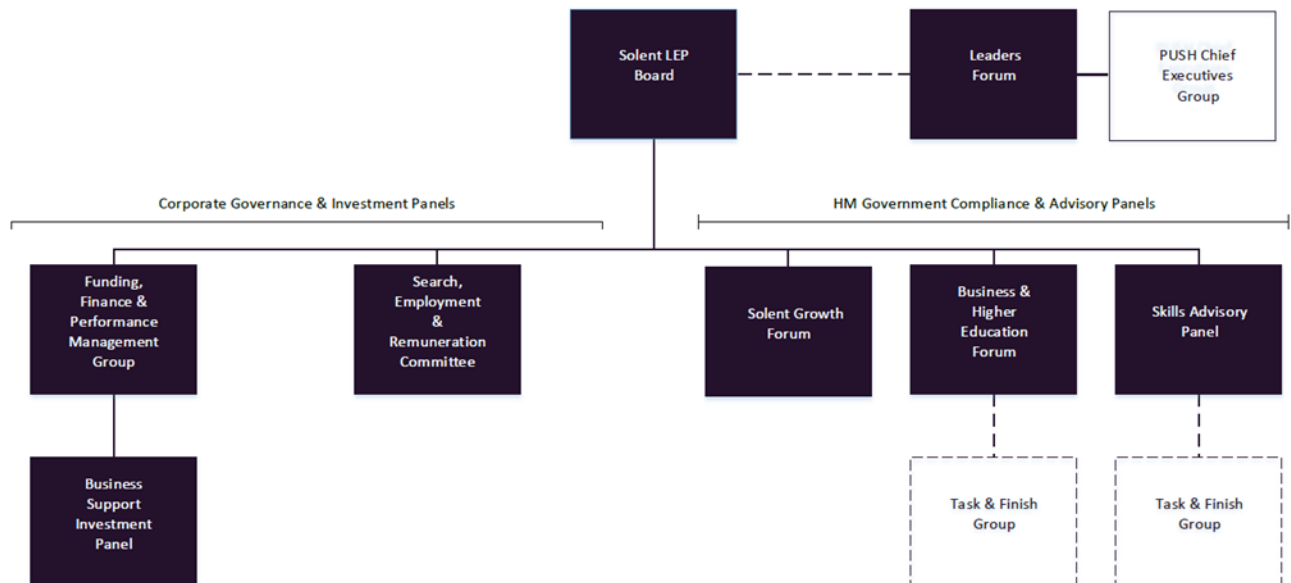 Solent LEP
Board
Leaders
Forum
PUSH Chief
Executives
Group
Corporate Governance & Investment Panels
HM Government Compliance & Advisory Panels
Funding,
Finance &
Performance
Management
Group
Search,
Employment
&
Remuneration
Committee
Solent Growth
Forum
Business &
Higher
Education
Forum
Skills Advisory
Panel
Business
Support
Investment
Panel
Task & Finish
Group
Task & Finish
Group